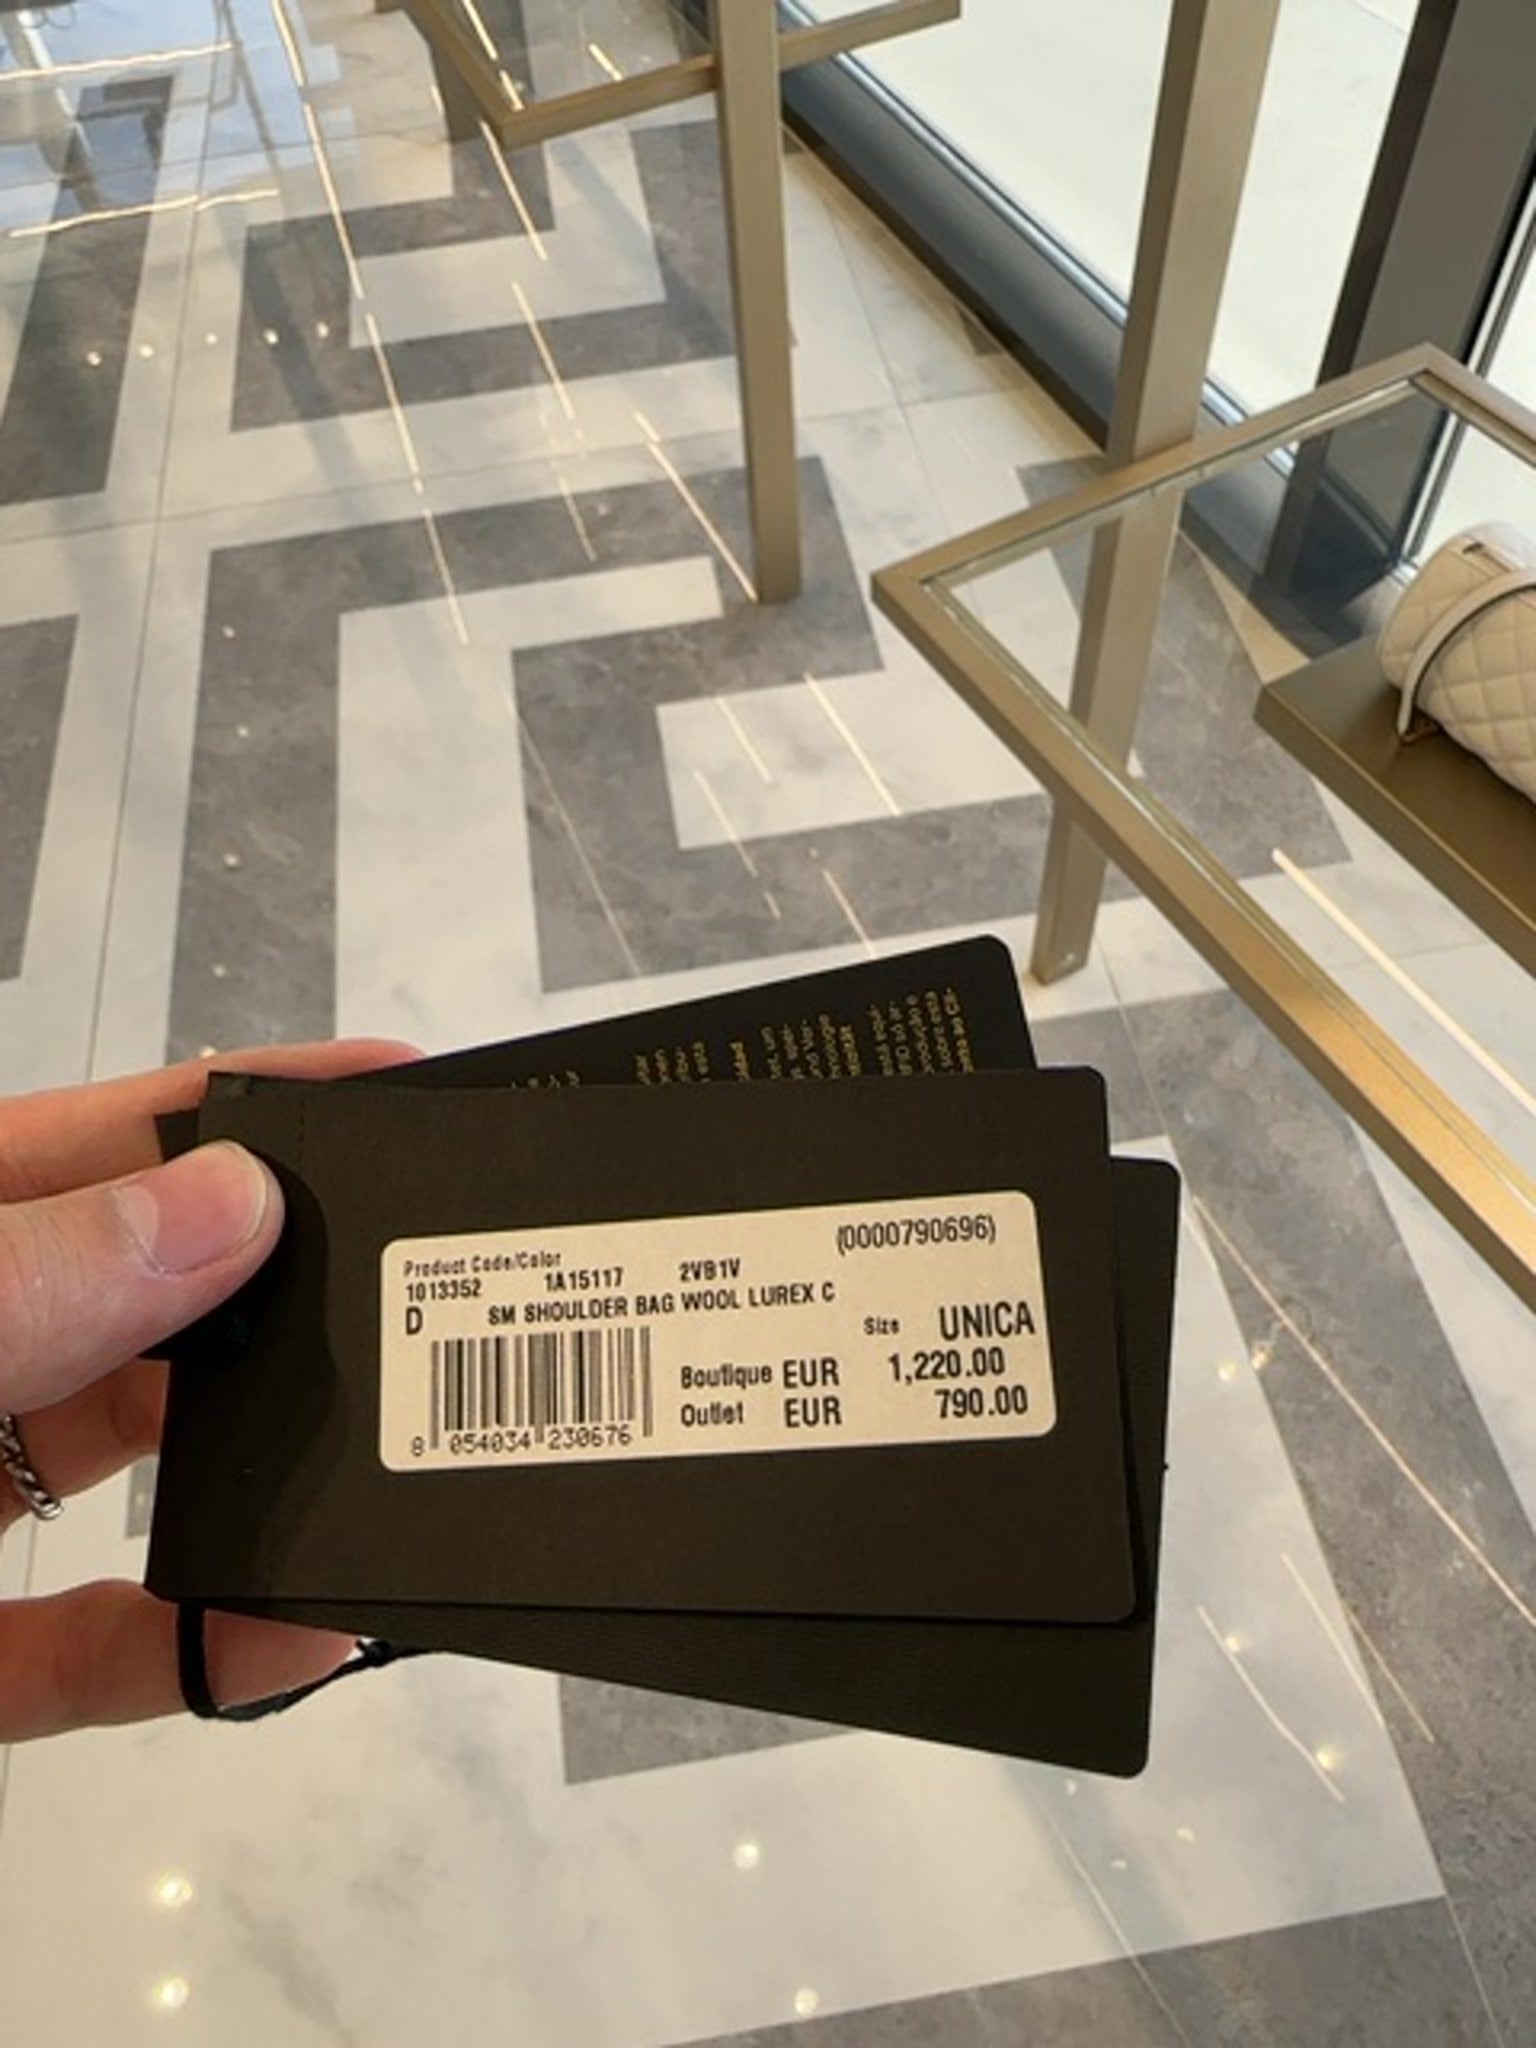 (0000790696)
Product Code/Color
1013352 1A15117 2VB1V
D SM SHOULDER BAG WOOL LUREX C
Size UNICA
Boutique EUR 1,220.00
Outlet EUR 790.00
8 054034 230676